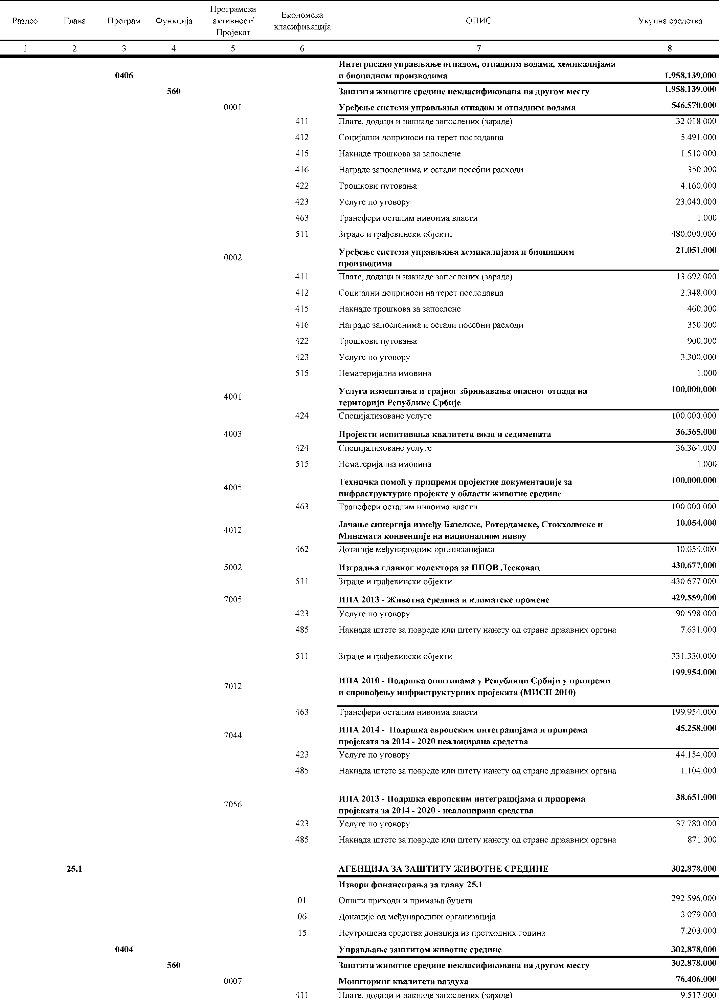 Раздео Глава Програм Функција Програмска активност/ Пројекат Економска класификација ОПИС Укупна средства
1 2 3 4 5 6 7 8
0406 Интегрисано управљање отпадом, отпадним водама, хемикалијама
и биоцидним производима 1.958.139.000
560 Заштита животне средине некласификована на другом месту 1.958.139.000
0001 Уређење система управљања отпадом и отпадним водама 546.570.000
411 Плате, додаци и накнаде запослених (зараде) 32.018.000
412 Социјални доприноси на терет послодавца 5.491.000
415 Накнаде трошкова за запослене 1.510.000
416 Награде запосленима и остали посебни расходи 350.000
422 Трошкови путовања 4.160.000
423 Услуге по уговору 23.040.000
463 Трансфери осталим нивоима власти 1.000
511 Зграде и грађевински објекти 480.000.000
0002 Уређење система управљања хемикалијама и биоцидним 21.051.000
производима
411 Плате, додаци и накнаде запослених (зараде) 13.692.000
412 Социјални доприноси на терет послодавца 2.348.000
415 Накнаде трошкова за запослене 460.000
416 Награде запосленима и остали посебни расходи 350.000
422 Трошкови путовања 900.000
423 Услуге по уговору 3.300.000
515 Нематеријална имовина 1.000
4001 Услуга измештања и трајног збрињавања опасног отпада на 100.000.000
територији Републике Србије
424 Специјализоване услуге 100.000.000
4003 Пројекти испитивања квалитета вода и седимената 36.365.000
424 Специјализоване услуге 36.364.000
515 Нематеријална имовина 1.000
4005 Техничка помоћ у припреми пројектне документације за 100.000.000
инфраструктурне пројекте у области животне средине
463 Трансфери осталим нивоима власти 100.000.000
4012 Јачање синергија између Базелске, Ротердамске, Стокхолмске и 10.054.000
Минамата конвенције на националном нивоу
462 Дотације међународним организацијама 10.054.000
5002 Изградња главног колектора за ППОВ Лесковац 430.677.000
511 Зграде и грађевински објекти 430.677.000
7005 ИПА 2013 - Животна средина и климатске промене 429.559.000
423 Услуге по уговору 90.598.000
485 Накнада штете за повреде или штету нанету од стране државних органа 7.631.000
511 Зграде и грађевински објекти 331.330.000
7012 ИПА 2010 - Подршка општинама у Републици Србији у припреми 199.954.000
и спровођењу инфраструктурних пројеката (МИСП 2010)
463 Трансфери осталим нивоима власти 199.954.000
7044 ИПА 2014 - Подршка европским интеграцијама и припрема 45.258.000
пројеката за 2014 - 2020 неалоцирана средства
423 Услуге по уговору 44.154.000
485 Накнада штете за повреде или штету нанету од стране државних органа 1.104.000
7056 ИПА 2013 - Подршка европским интеграцијама и припрема 38.651.000
пројеката за 2014 - 2020 - неалоцирана средства
423 Услуге по уговору 37.780.000
485 Накнада штете за повреде или штету нанету од стране државних органа 871.000
25.1 АГЕНЦИЈА ЗА ЗАШТИТУ ЖИВОТНЕ СРЕДИНЕ 302.878.000
Извори финансирања за главу 25.1
01 Општи приходи и примања буџета 292.596.000
06 Донације од међународних организација 3.079.000
15 Неутрошена средства донација из претходних година 7.203.000
0404 Управљање заштитом животне средине 302.878.000
560 Заштита животне средине некласификована на другом месту 302.878.000
0007 Мониторинг квалитета ваздуха 76.406.000
411 Плате, додаци и накнаде запослених (зараде) 9.517.000